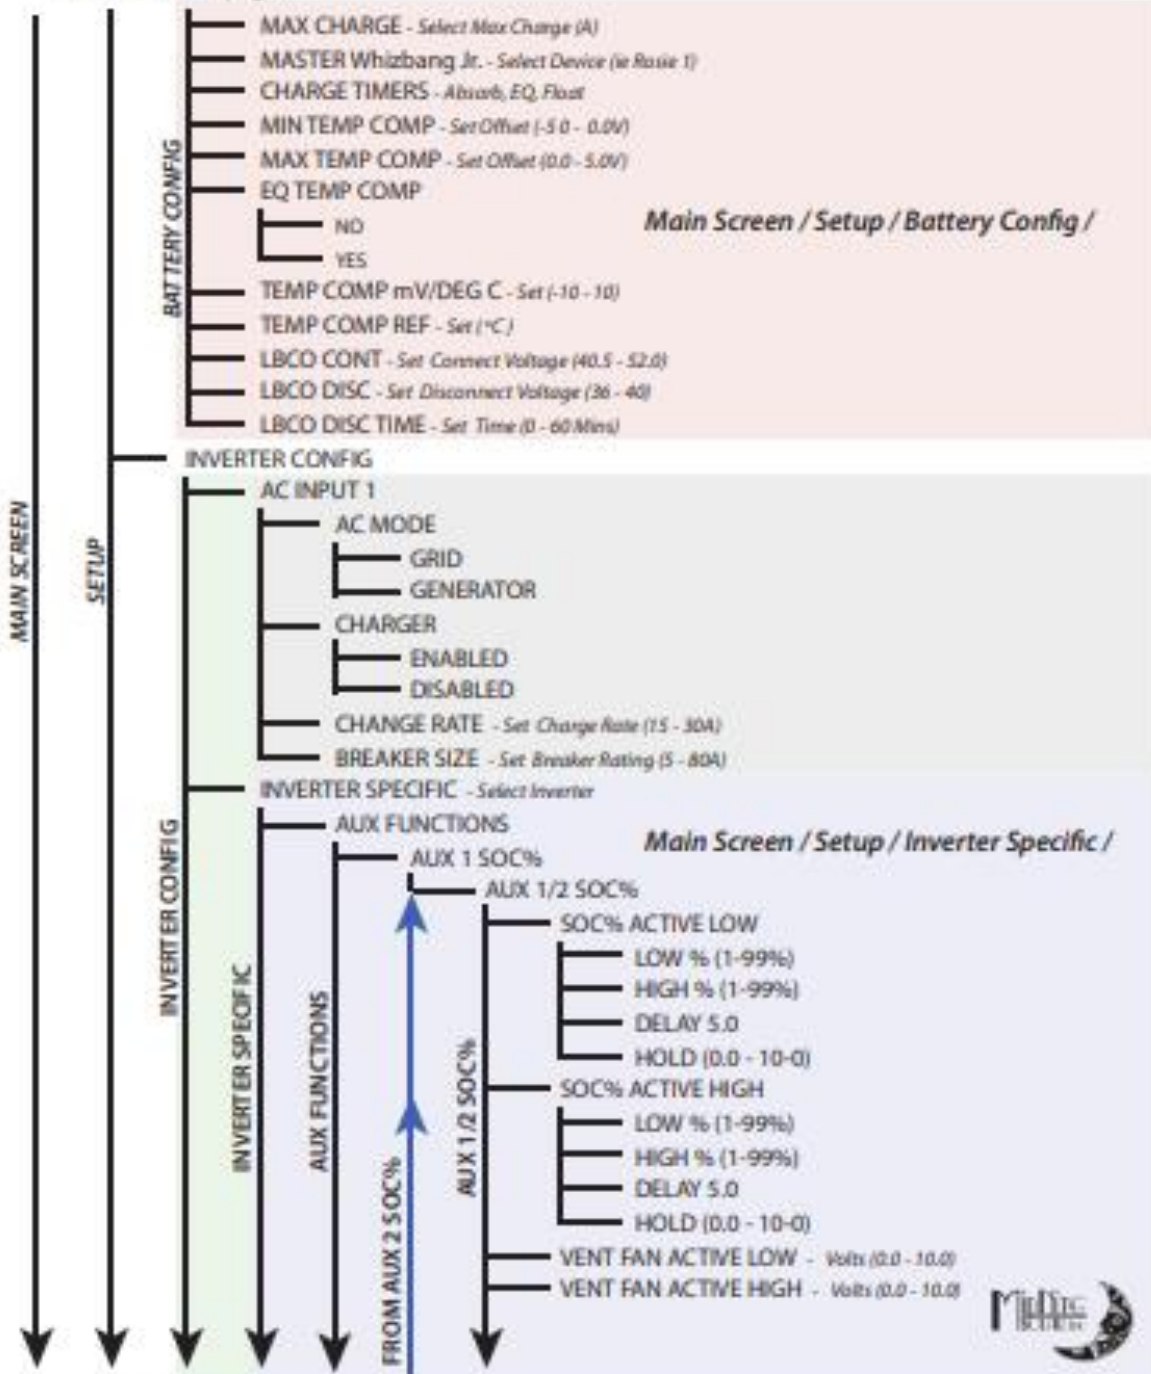 MAX CHARGE - Select Max Charge (A)
MASTER Whizbang Jr. - Select Device (ie Rosie 1)
CHARGE TIMERS - Absorb, EQ, Float
MIN TEMP COMP - Set Offset (-5 0 - 0.0V)
MAX TEMP COMP - Set Offset (0.0 - 5.0V)
EQ TEMP COMP
NO
YES
Main Screen / Setup / Battery Config /
BATTERY CONFIG
TEMP COMP mV/DEG C - Set (-10 - 10)
TEMP COMP REF - Set (°C)
LBCO CONT - Set Connect Voltage (40.5 - 52.0)
LBCO DISC - Set Disconnect Voltage (36 - 40)
LBCO DISC TIME - Set Time (0 - 60 Mins)
INVERTER CONFIG
AC INPUT 1
AC MODE
GRID
GENERATOR
MAIN SCREEN
SETUP
CHARGER
ENABLED
DISABLED
CHANGE RATE - Set Charge Rate (15 - 30A)
BREAKER SIZE - Set Breaker Rating (5 - 80A)
INVERTER SPECIFIC - Select Inverter
AUX FUNCTIONS
Main Screen / Setup / Inverter Specific /
AUX 1 SOC%
AUX 1/2 SOC%
SOC% ACTIVE LOW
LOW % (1-99%)
HIGH % (1-99%)
DELAY 5.0
HOLD (0.0 - 10-0)
SOC% ACTIVE HIGH
LOW % (1-99%)
HIGH % (1-99%)
DELAY 5.0
HOLD (0.0 - 10-0)
INVERTER CONFIG
INVERTER SPECIFIC
AUX FUNCTIONS
FROM AUX 2 SOC%
AUX 1/2 SOC%
VENT FAN ACTIVE LOW - Volts (0.0 - 10.0)
VENT FAN ACTIVE HIGH - Volts (0.0 - 10.0)
MidNite